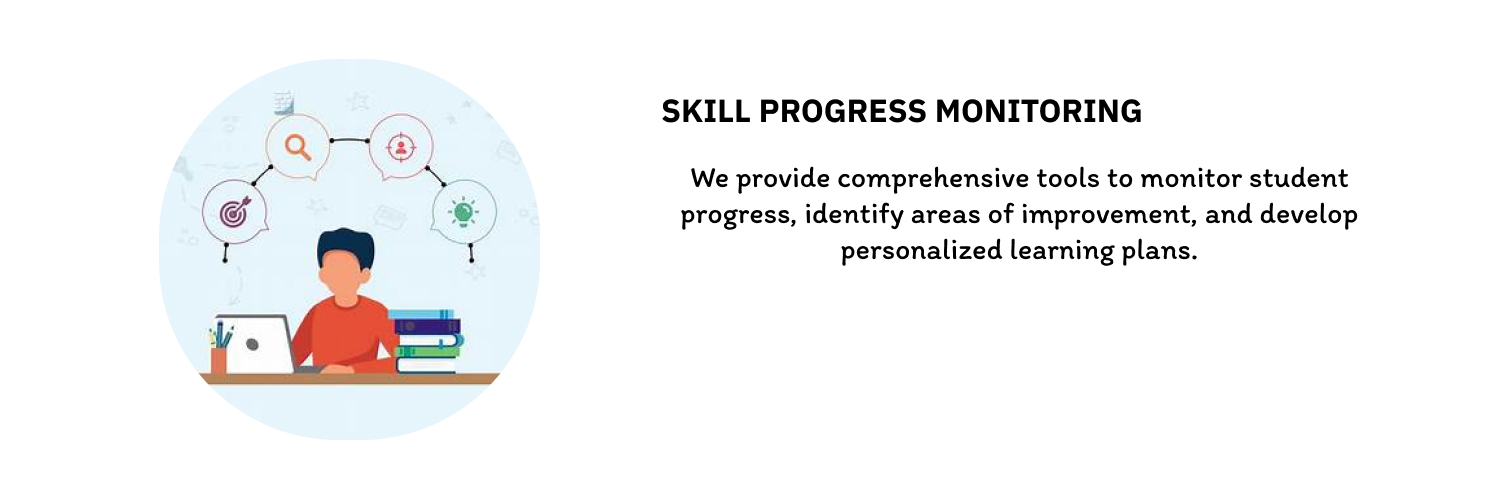 SKILL PROGRESS MONITORING
We provide comprehensive tools to monitor student
progress, identify areas of improvement, and develop
personalized learning plans.